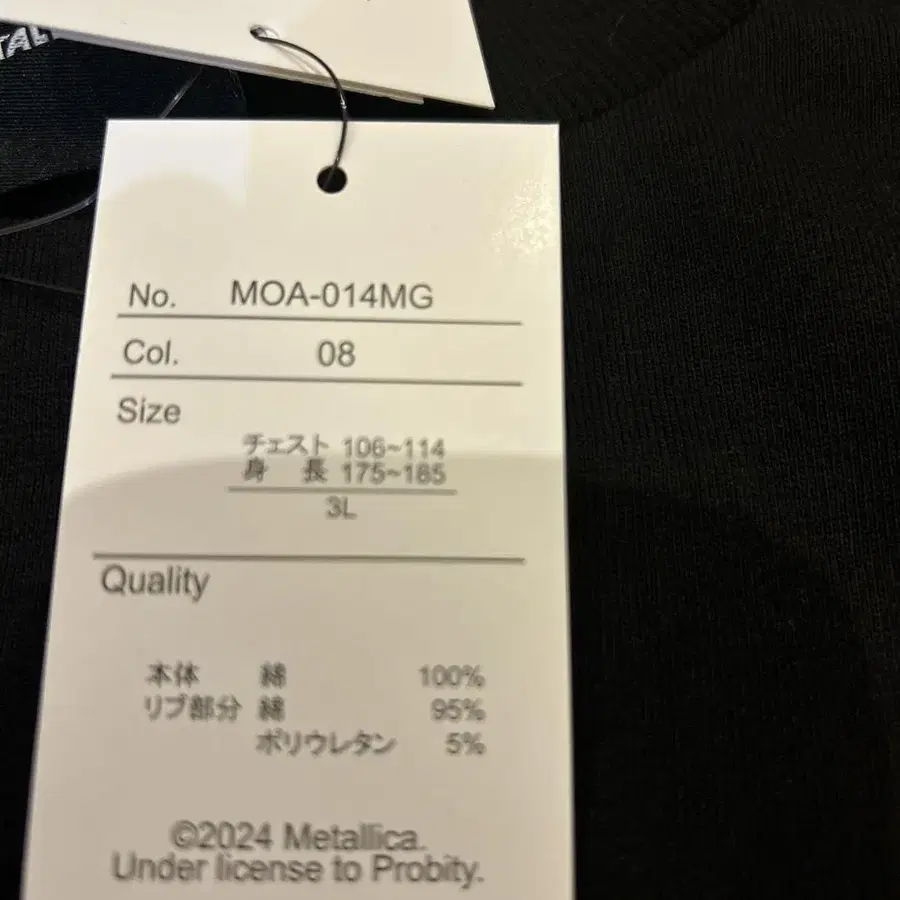 No. MOA-014MG
Col. 08
Size
チェスト 106~114
身 長 175~185
3L
Quality
本体 綿 100%
リブ部分 綿 95%
ポリウレタン 5%
©2024 Metallica.
Under license to Probity.